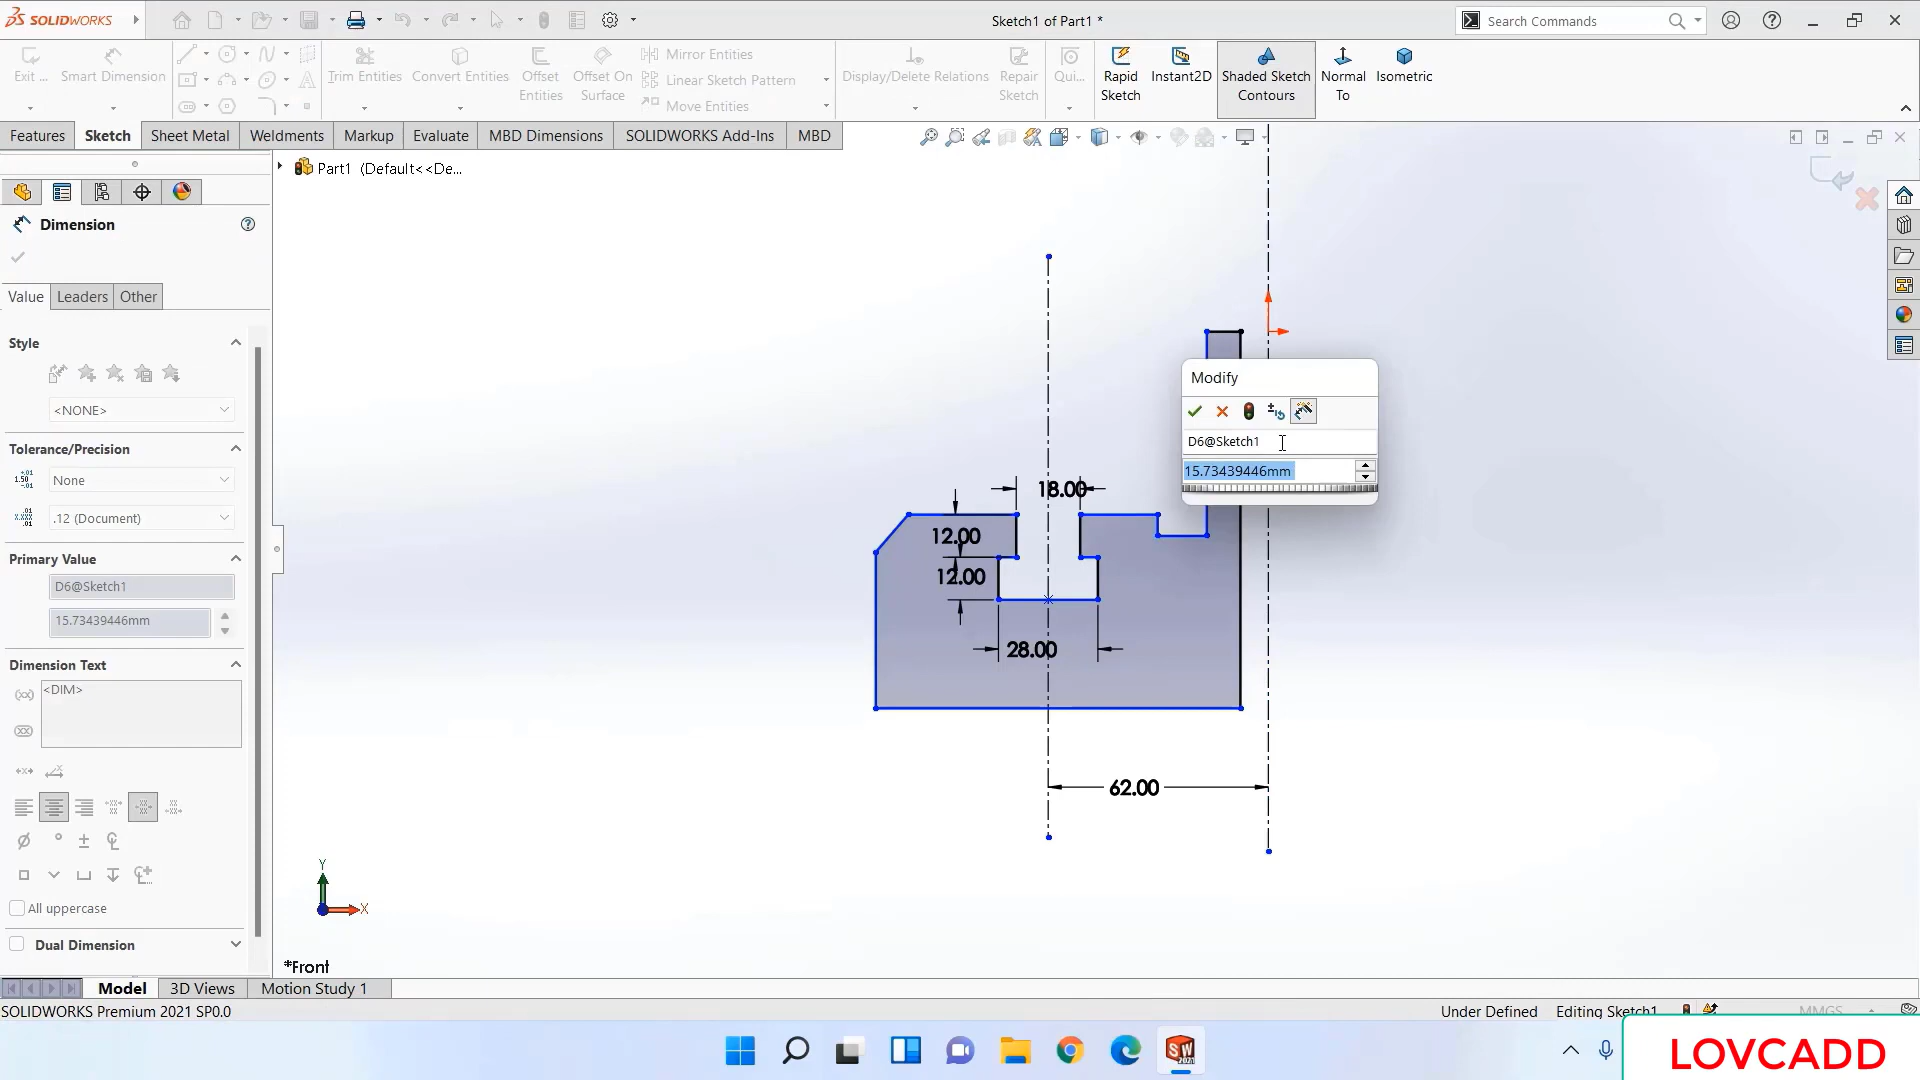 SOLIDWORKS
Sketch1 of Part1 *
Search Commands
Exit ...
Smart Dimension
Trim Entities
Convert Entities
Offset
Entities
Offset On
Surface
Mirror Entities
Linear Sketch Pattern
Move Entities
Display/Delete Relations
Repair
Sketch
Qui...
Rapid
Sketch
Instant2D
Shaded Sketch
Contours
Normal
To
Isometric
Features
Sketch
Sheet Metal
Weldments
Markup
Evaluate
MBD Dimensions
SOLIDWORKS Add-Ins
MBD
Part1 (Default<<De...
Dimension
Value
Leaders
Other
Style
<NONE>
Tolerance/Precision
None
.12 (Document)
Primary Value
D6@Sketch1
15.73439446mm
Dimension Text
<DIM>
All uppercase
Dual Dimension
Modify
D6@Sketch1
15.73439446mm
18.00
12.00
12.00
28.00
62.00
Y
X
*Front
Model
3D Views
Motion Study 1
SOLIDWORKS Premium 2021 SP0.0
Under Defined
Editing Sketch1
MMGS
LOVCADD